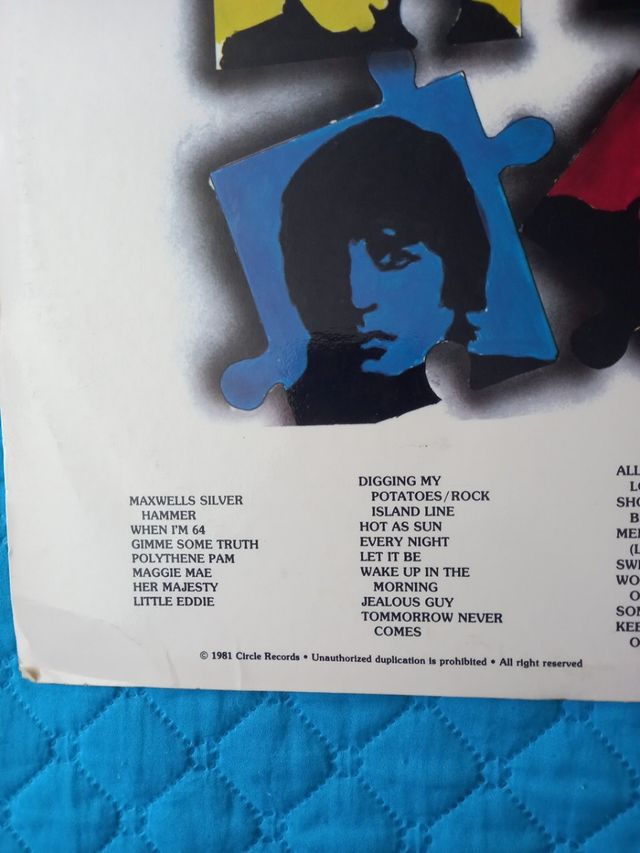 MAXWELLS SILVER
HAMMER
WHEN I'M 64
GIMME SOME TRUTH
POLYTHENE PAM
MAGGIE MAE
HER MAJESTY
LITTLE EDDIE
DIGGING MY
POTATOES/ROCK
ISLAND LINE
HOT AS SUN
EVERY NIGHT
LET IT BE
WAKE UP IN THE
MORNING
JEALOUS GUY
TOMMORROW NEVER
COMES
ALL
© 1981 Circle Records • Unauthorized duplication is prohibited • All right reserved